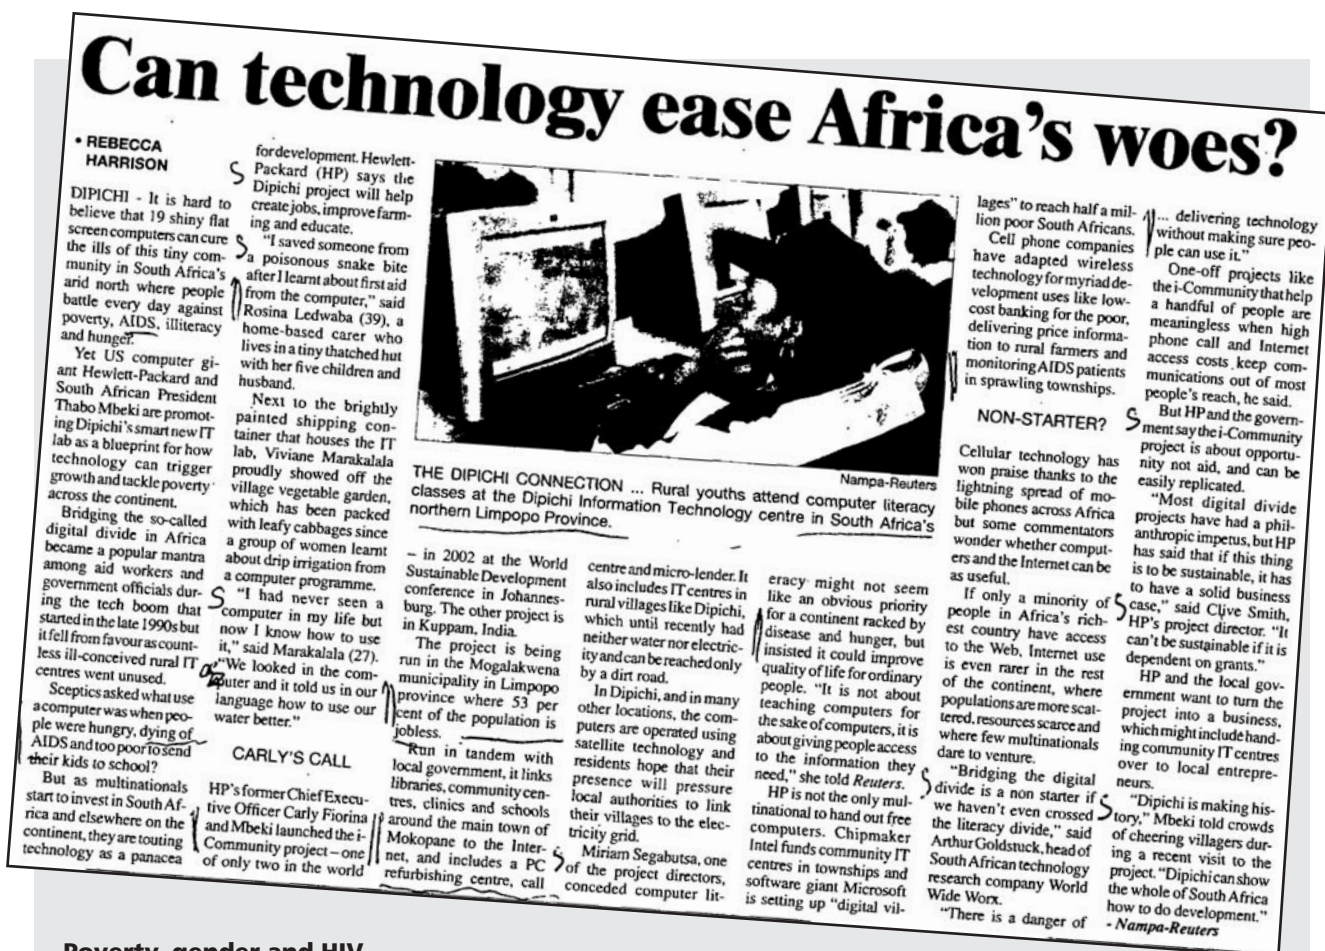 Can technology ease Africa's woes?
• REBECCA
HARRISON
DIPICHI - It is hard to
believe that 19 shiny flat
screen computers can cure
the ills of this tiny com-
munity in South Africa's
arid north where people
battle every day against
poverty, AIDS, illiteracy
and hunger.
Yet US computer gi-
ant Hewlett-Packard and
South African President
Thabo Mbeki are promot-
ing Dipichi's smart new IT
lab as a blueprint for how
technology can trigger
growth and tackle poverty
across the continent.
Bridging the so-called
digital divide in Africa
became a popular mantra
among aid workers and
government officials dur-
ing the tech boom that
started in the late 1990s but
it fell from favour as count-
less ill-conceived rural IT
centres went unused.
Sceptics asked what use
a computer was when peo-
ple were hungry, dying of
AIDS and too poor to send
their kids to school?
But as multinationals
start to invest in South Af-
rica and elsewhere on the
continent, they are touting
technology as a panacea
for development. Hewlett-
Packard (HP) says the
Dipichi project will help
create jobs, improve farm-
ing and educate.
"I saved someone from
a poisonous snake bite
after I learnt about first aid
from the computer," said
Rosina Ledwaba (39), a
home-based carer who
lives in a tiny thatched hut
with her five children and
husband.
Next to the brightly
painted shipping con-
tainer that houses the IT
lab, Viviane Marakalala
proudly showed off the
village vegetable garden,
which has been packed
with leafy cabbages since
a group of women learnt
about drip irrigation from
a computer programme.
"I had never seen a
computer in my life but
now I know how to use
it," said Marakalala (27).
"We looked in the com-
puter and it told us in our
language how to use our
water better."
CARLY'S CALL
HP's former Chief Execu-
tive Officer Carly Fiorina
and Mbeki launched the i-
Community project – one
of only two in the world
Nampa-Reuters
THE DIPICHI CONNECTION ... Rural youths attend computer literacy
classes at the Dipichi Information Technology centre in South Africa's
northern Limpopo Province.
– in 2002 at the World
Sustainable Development
conference in Johannes-
burg. The other project is
in Kuppam, India.
The project is being
run in the Mogalakwena
municipality in Limpopo
province where 53 per
cent of the population is
jobless.
Run in tandem with
local government, it links
libraries, community cen-
tres, clinics and schools
around the main town of
Mokopane to the Inter-
net, and includes a PC
refurbishing centre, call
centre and micro-lender. It
also includes IT centres in
rural villages like Dipichi,
which until recently had
neither water nor electric-
ity and can be reached only
by a dirt road.
In Dipichi, and in many
other locations, the com-
puters are operated using
satellite technology and
residents hope that their
presence will pressure
local authorities to link
their villages to the elec-
tricity grid.
Miriam Segabutsa, one
of the project directors,
conceded computer lit-
eracy might not seem
like an obvious priority
for a continent racked by
disease and hunger, but
insisted it could improve
quality of life for ordinary
people. "It is not about
teaching computers for
the sake of computers, it is
about giving people access
to the information they
need," she told Reuters.
HP is not the only mul-
tinational to hand out free
computers. Chipmaker
Intel funds community IT
centres in townships and
software giant Microsoft
is setting up "digital vil-
lages" to reach half a mil-
lion poor South Africans.
Cell phone companies
have adapted wireless
technology for myriad de-
velopment uses like low-
cost banking for the poor,
delivering price informa-
tion to rural farmers and
monitoring AIDS patients
in sprawling townships.
NON-STARTER?
Cellular technology has
won praise thanks to the
lightning spread of mo-
bile phones across Africa
but some commentators
wonder whether comput-
ers and the Internet can be
as useful.
If only a minority of
people in Africa's rich-
est country have access
to the Web, Internet use
is even rarer in the rest
of the continent, where
populations are more scat-
tered, resources scarce and
where few multinationals
dare to venture.
"Bridging the digital
divide is a non starter if
we haven't even crossed
the literacy divide," said
Arthur Goldstuck, head of
South African technology
research company World
Wide Worx.
"There is a danger of
... delivering technology
without making sure peo-
ple can use it."
One-off projects like
the i-Community that help
a handful of people are
meaningless when high
phone call and Internet
access costs keep com-
munications out of most
people's reach, he said.
But HP and the govern-
ment say the i-Community
project is about opportu-
nity not aid, and can be
easily replicated.
"Most digital divide
projects have had a phil-
anthropic impetus, but HP
has said that if this thing
is to be sustainable, it has
to have a solid business
case," said Clive Smith,
HP's project director. "It
can't be sustainable if it is
dependent on grants."
HP and the local gov-
ernment want to turn the
project into a business,
which might include hand-
ing community IT centres
over to local entrepre-
neurs.
"Dipichi is making his-
tory," Mbeki told crowds
of cheering villagers dur-
ing a recent visit to the
project. "Dipichi can show
the whole of South Africa
how to do development."
- Nampa-Reuters
Poverty, gender and HIV